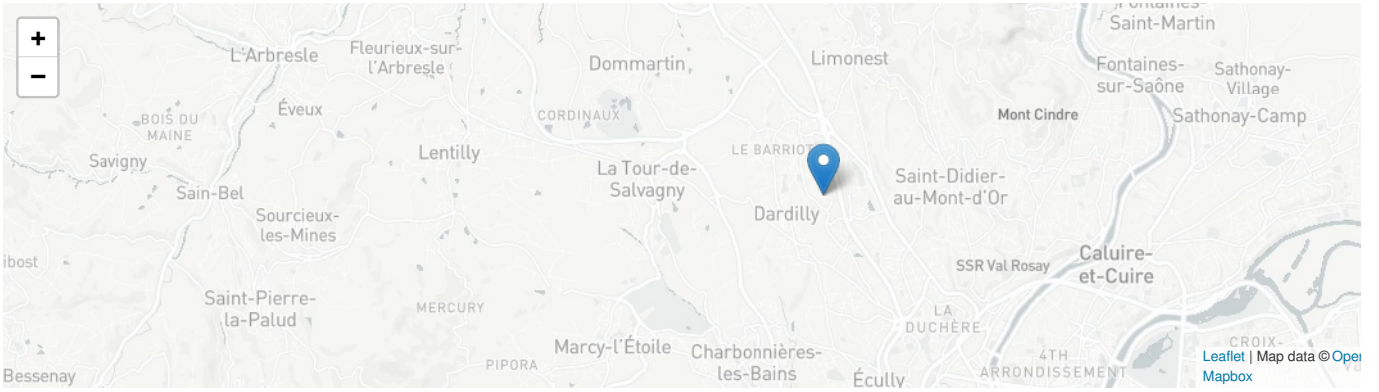 +
−
L'Arbresle
Fleurieux-sur-
l'Arbresle
Dommartin
Limonest
Saint-Martin
Fontaines-
sur-Saône
Sathonay-
Village
Éveux
BOIS DU
MAINE
CORDINAUX
Mont Cindre
Sathonay-Camp
Savigny
Lentilly
LE BARRIOT
La Tour-de-
Salvagny
Saint-Didier-
au-Mont-d'Or
Sain-Bel
Sourcieux-
les-Mines
Dardilly
ibost
SSR Val Rosay
Caluire-
et-Cuire
Saint-Pierre-
la-Palud
MERCURY
LA
DUCHÈRE
Marcy-l'Étoile
Charbonnières-
les-Bains
PIPORA
4TH
ARRONDISSEMENT
CROIX-
Bessenay
Écully
Leaflet | Map data © Oper
Mapbox